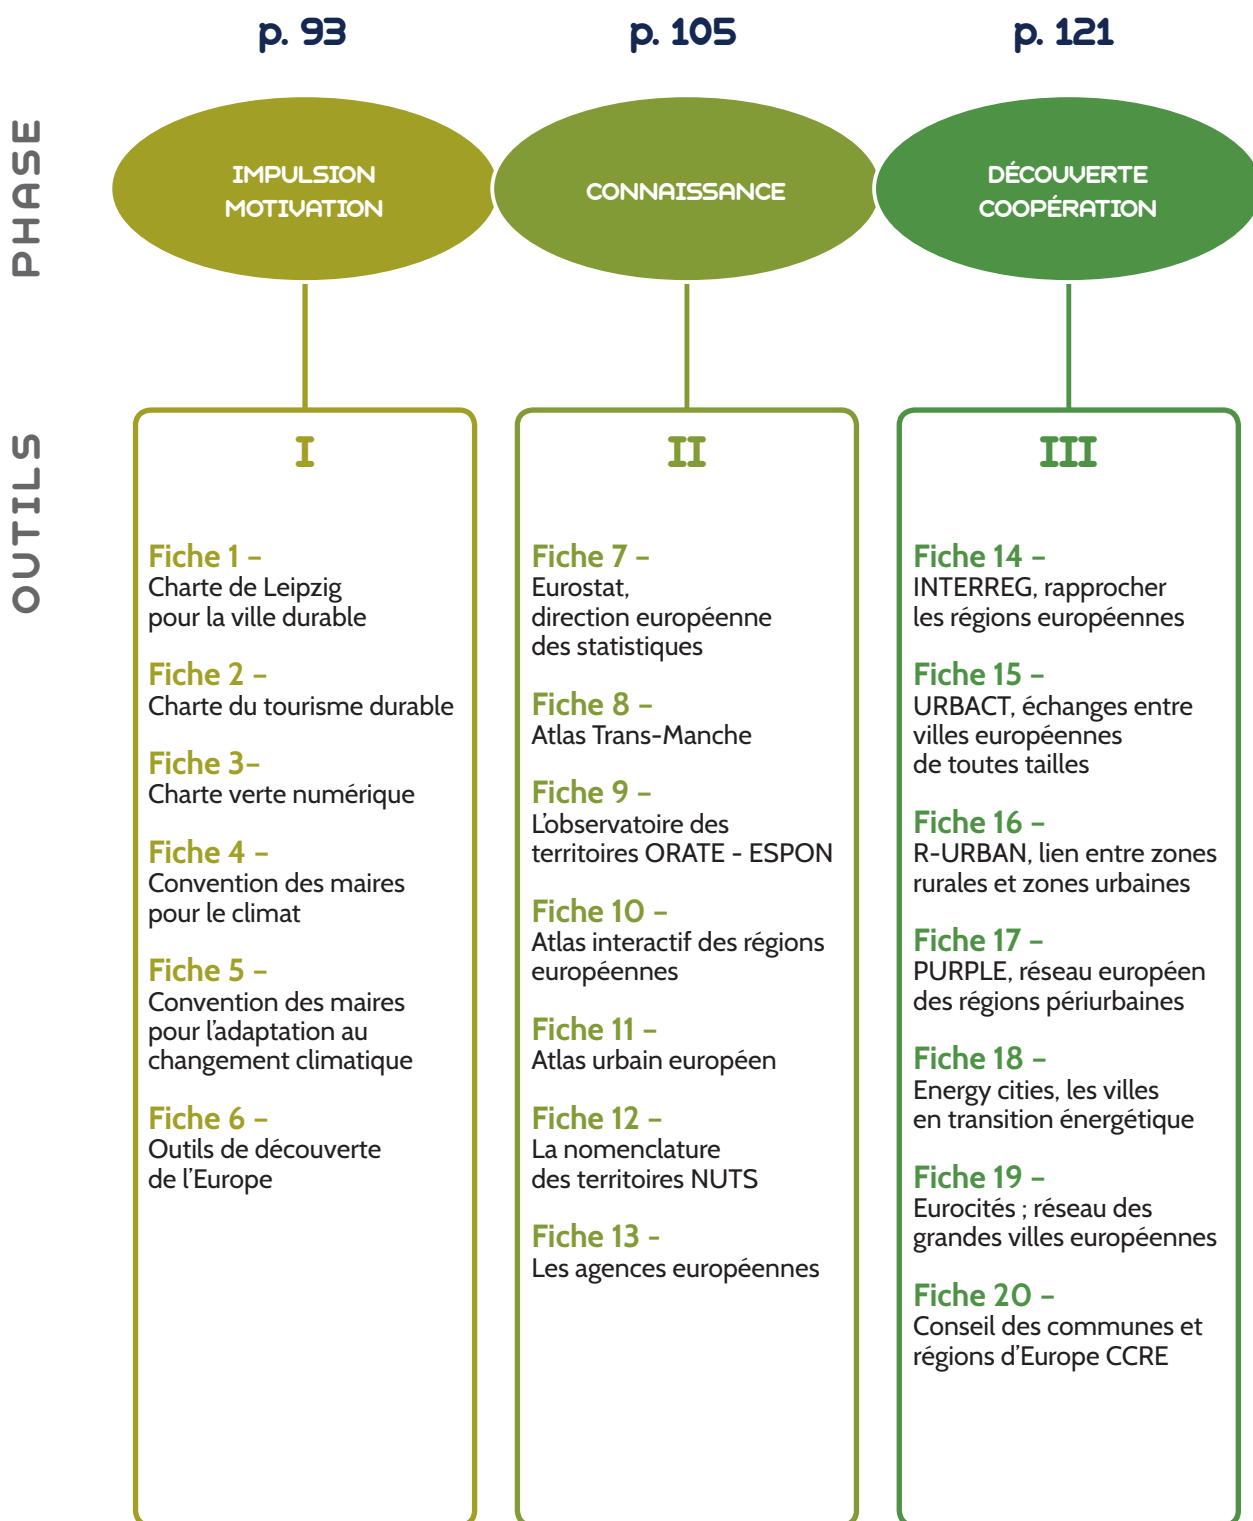 p. 93
p. 105
p. 121
PHASE
IMPULSION
MOTIVATION
CONNAISSANCE
DÉCOUVERTE
COOPÉRATION
OUTILS
I
Fiche 1 –
Charte de Leipzig
pour la ville durable
Fiche 2 –
Charte du tourisme durable
Fiche 3–
Charte verte numérique
Fiche 4 –
Convention des maires
pour le climat
Fiche 5 –
Convention des maires
pour l’adaptation au
changement climatique
Fiche 6 –
Outils de découverte
de l’Europe
II
Fiche 7 –
Eurostat,
direction européenne
des statistiques
Fiche 8 –
Atlas Trans-Manche
Fiche 9 –
L’observatoire des
territoires ORATE - ESPON
Fiche 10 –
Atlas interactif des régions
européennes
Fiche 11 –
Atlas urbain européen
Fiche 12 –
La nomenclature
des territoires NUTS
Fiche 13 -
Les agences européennes
III
Fiche 14 –
INTERREG, rapprocher
les régions européennes
Fiche 15 –
URBACT, échanges entre
villes européennes
de toutes tailles
Fiche 16 –
R-URBAN, lien entre zones
rurales et zones urbaines
Fiche 17 –
PURPLE, réseau européen
des régions périurbaines
Fiche 18 –
Energy cities, les villes
en transition énergétique
Fiche 19 –
Eurocités ; réseau des
grandes villes européennes
Fiche 20 –
Conseil des communes et
régions d’Europe CCRE